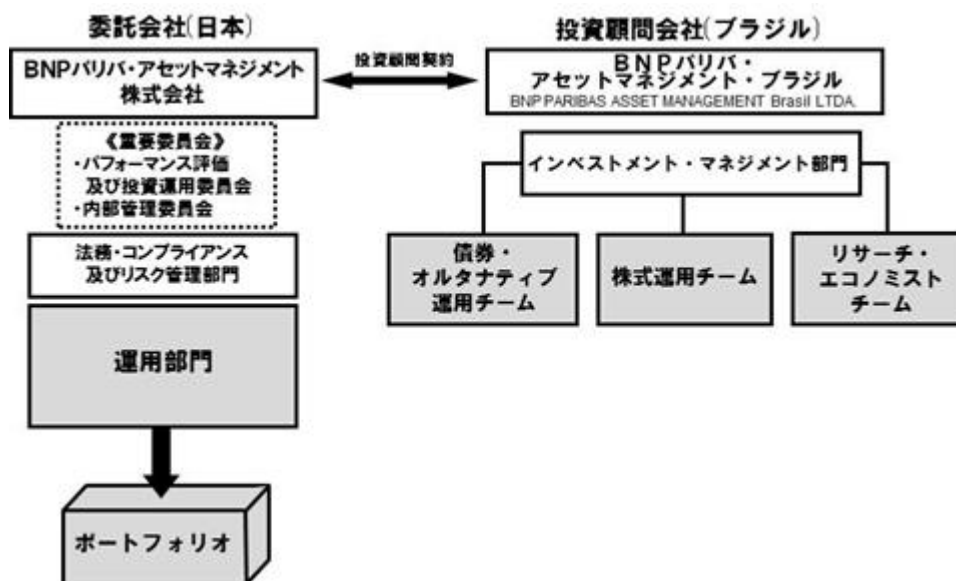 委託会社(日本)
BNPパリバ・アセットマネジメント
株式会社
《重要委員会》
・パフォーマンス評価
及び投資運用委員会
・内部管理委員会
法務・コンプライアンス
及びリスク管理部門
運用部門
ポートフォリオ
投資顧問契約
投資顧問会社(ブラジル)
BNPパリバ・
アセットマネジメント・ブラジル
BNP PARIBAS ASSET MANAGEMENT Brasil LTDA.
インベストメント・マネジメント部門
債券・
オルタナティブ
運用チーム
株式運用チーム
リサーチ・
エコノミスト
チーム